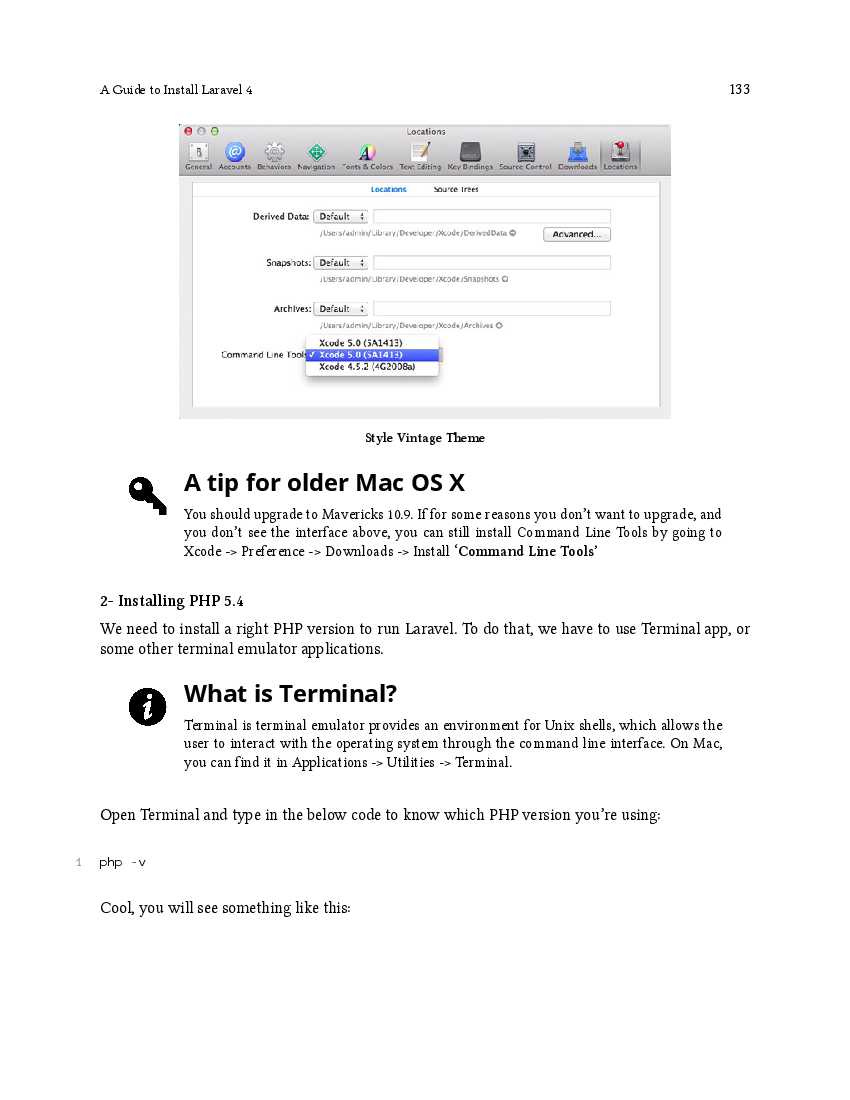 A Guide to Install Laravel 4
133
Locations
General Accounts Behaviors Navigation Fonts & Colors Text Editing Key Bindings Source Control Downloads Locations
Locations Source Trees
Derived Data: Default
/Users/admin/Library/Developer/Xcode/DerivedData
Advanced...
Snapshots: Default
/Users/admin/Library/Developer/Xcode/Snapshots
Archives: Default
/Users/admin/Library/Developer/Xcode/Archives
Xcode 5.0 (5A1413)
Command Line Tools ✓ Xcode 5.0 (5A1413)
Xcode 4.5.2 (4G2008a)
Style Vintage Theme
A tip for older Mac OS X
You should upgrade to Mavericks 10.9. If for some reasons you don’t want to upgrade, and
you don’t see the interface above, you can still install Command Line Tools by going to
Xcode -> Preference -> Downloads -> Install ‘Command Line Tools’
2- Installing PHP 5.4
We need to install a right PHP version to run Laravel. To do that, we have to use Terminal app, or
some other terminal emulator applications.
What is Terminal?
Terminal is terminal emulator provides an environment for Unix shells, which allows the
user to interact with the operating system through the command line interface. On Mac,
you can find it in Applications -> Utilities -> Terminal.
Open Terminal and type in the below code to know which PHP version you’re using:
1 php -v
Cool, you will see something like this: